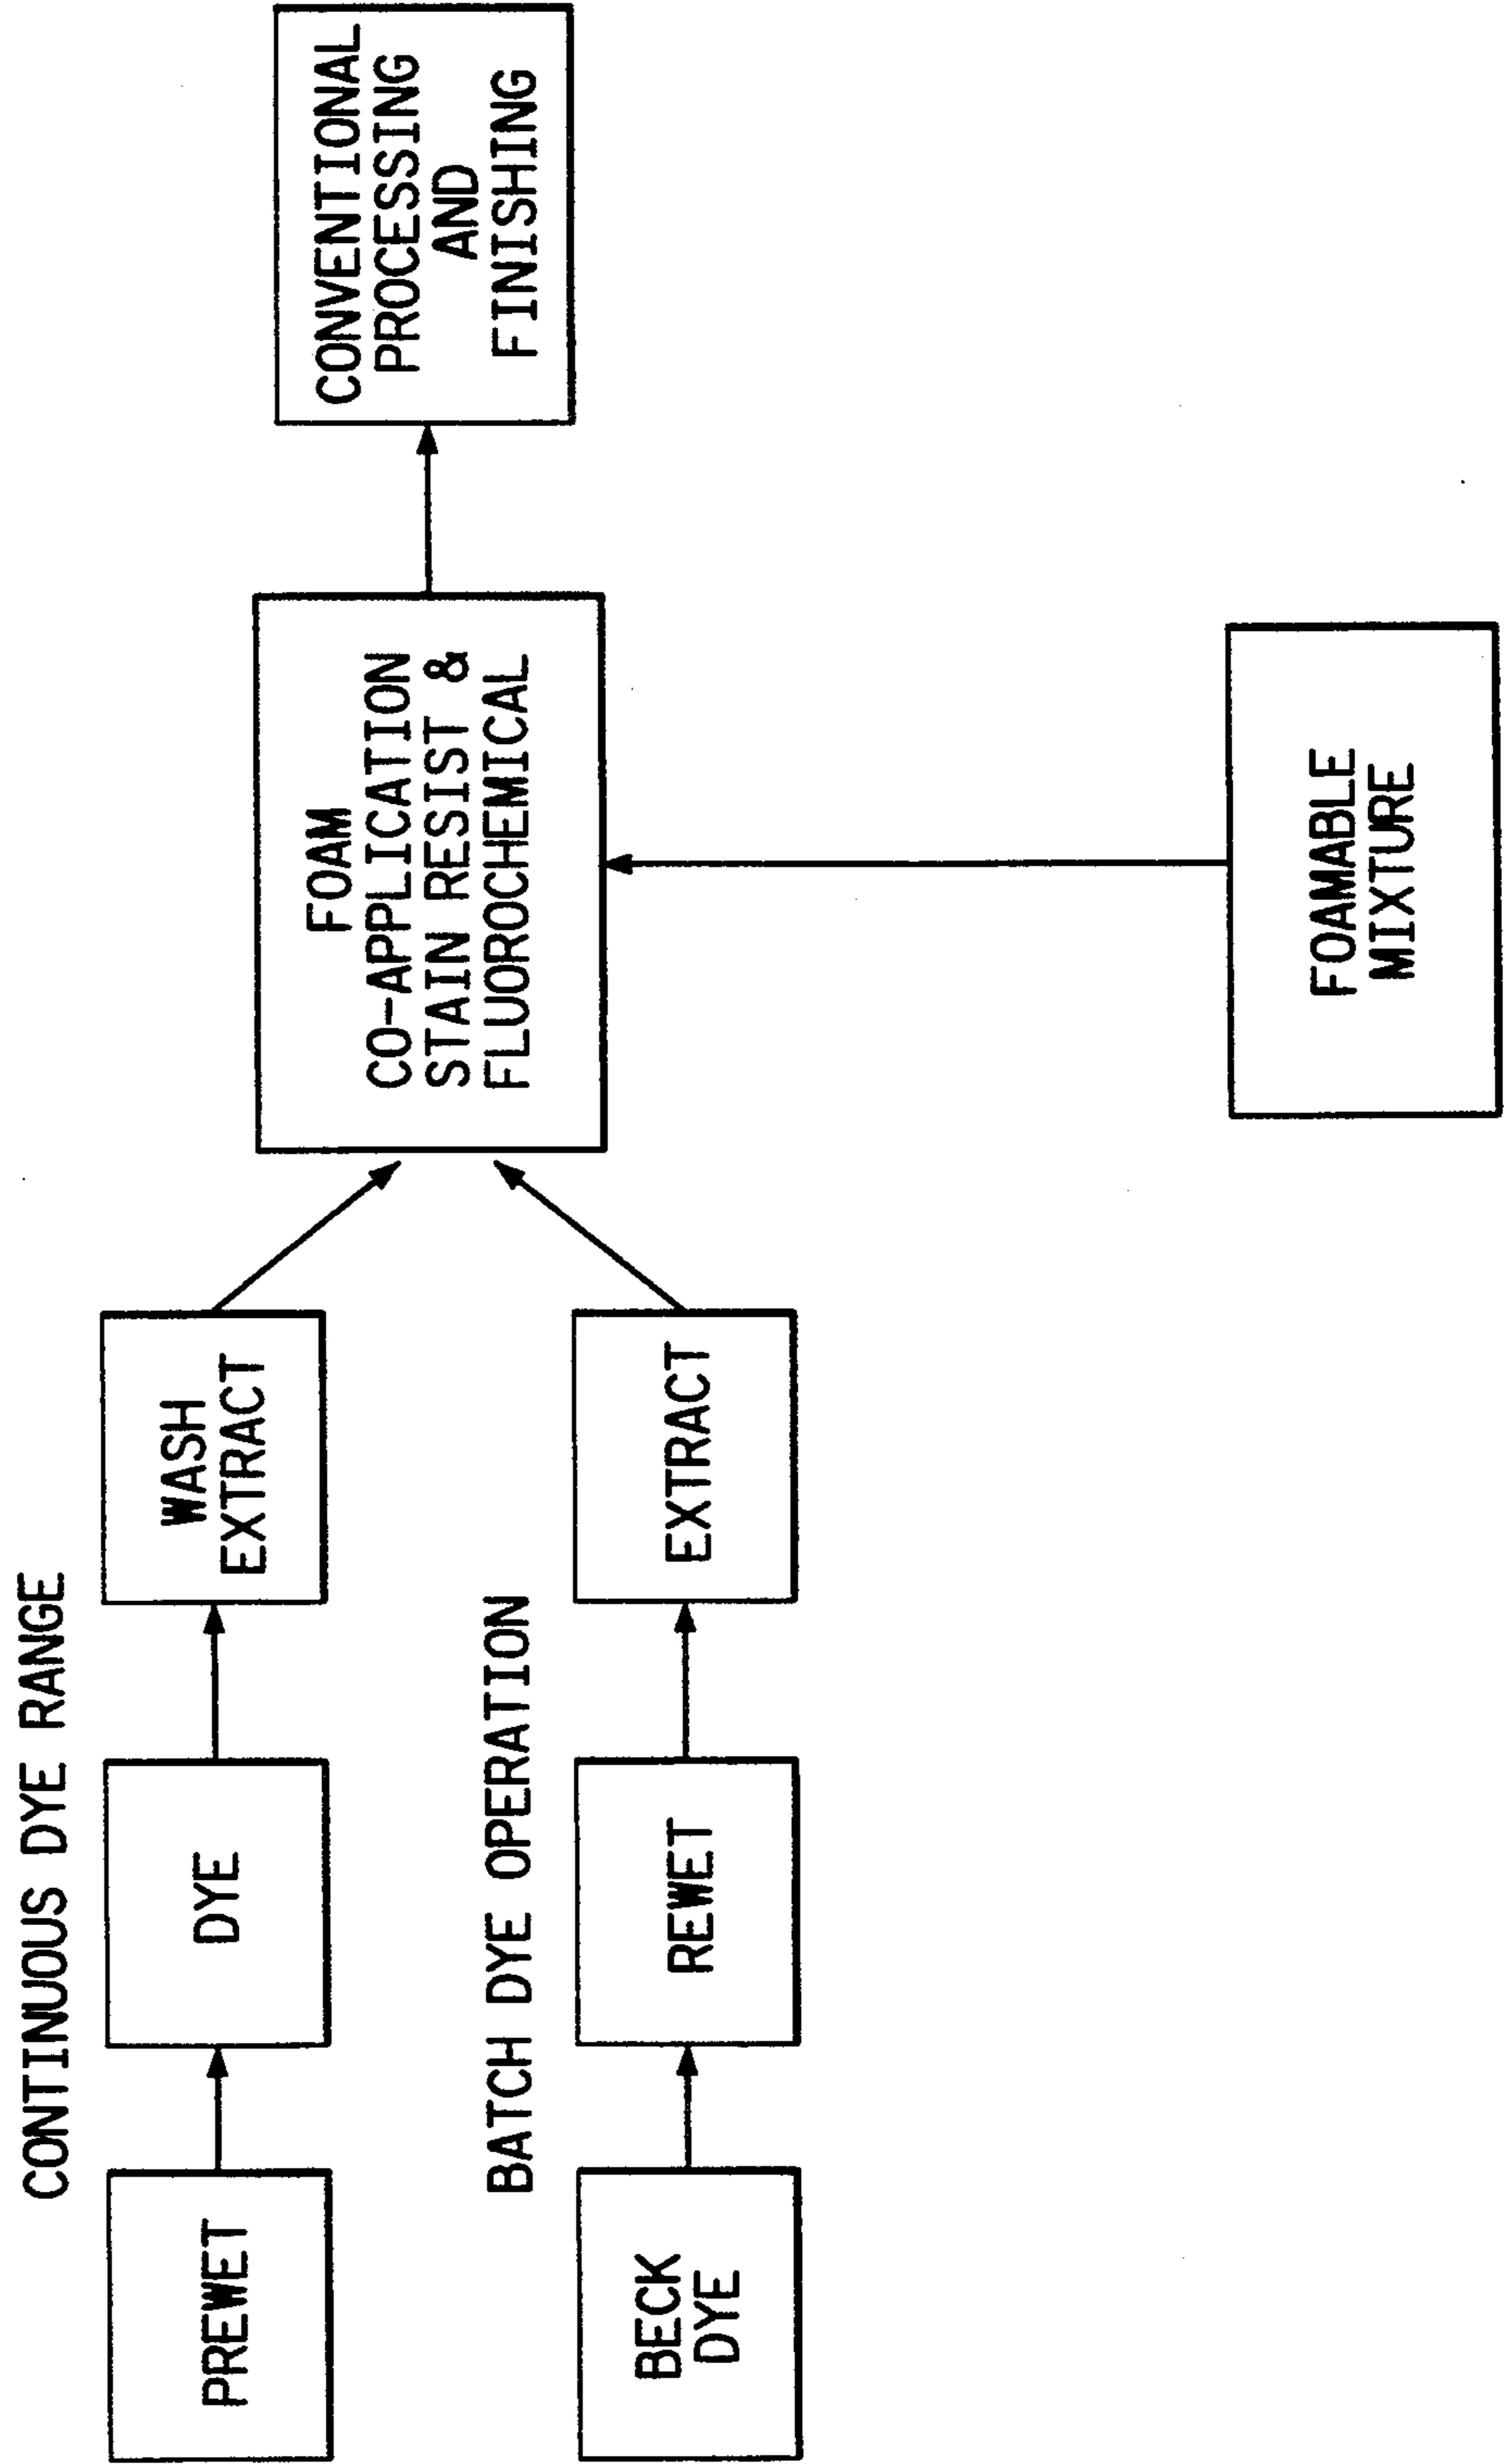 CONTINUOUS DYE RANGE
PREWET
DYE
WASH
EXTRACT
BATCH DYE OPERATION
BECK
DYE
REWET
EXTRACT
FOAM
CO-APPLICATION
STAIN RESIST &
FLUOROCHEMICAL
CONVENTIONAL
PROCESSING
AND
FINISHING
FOAMABLE
MIXTURE